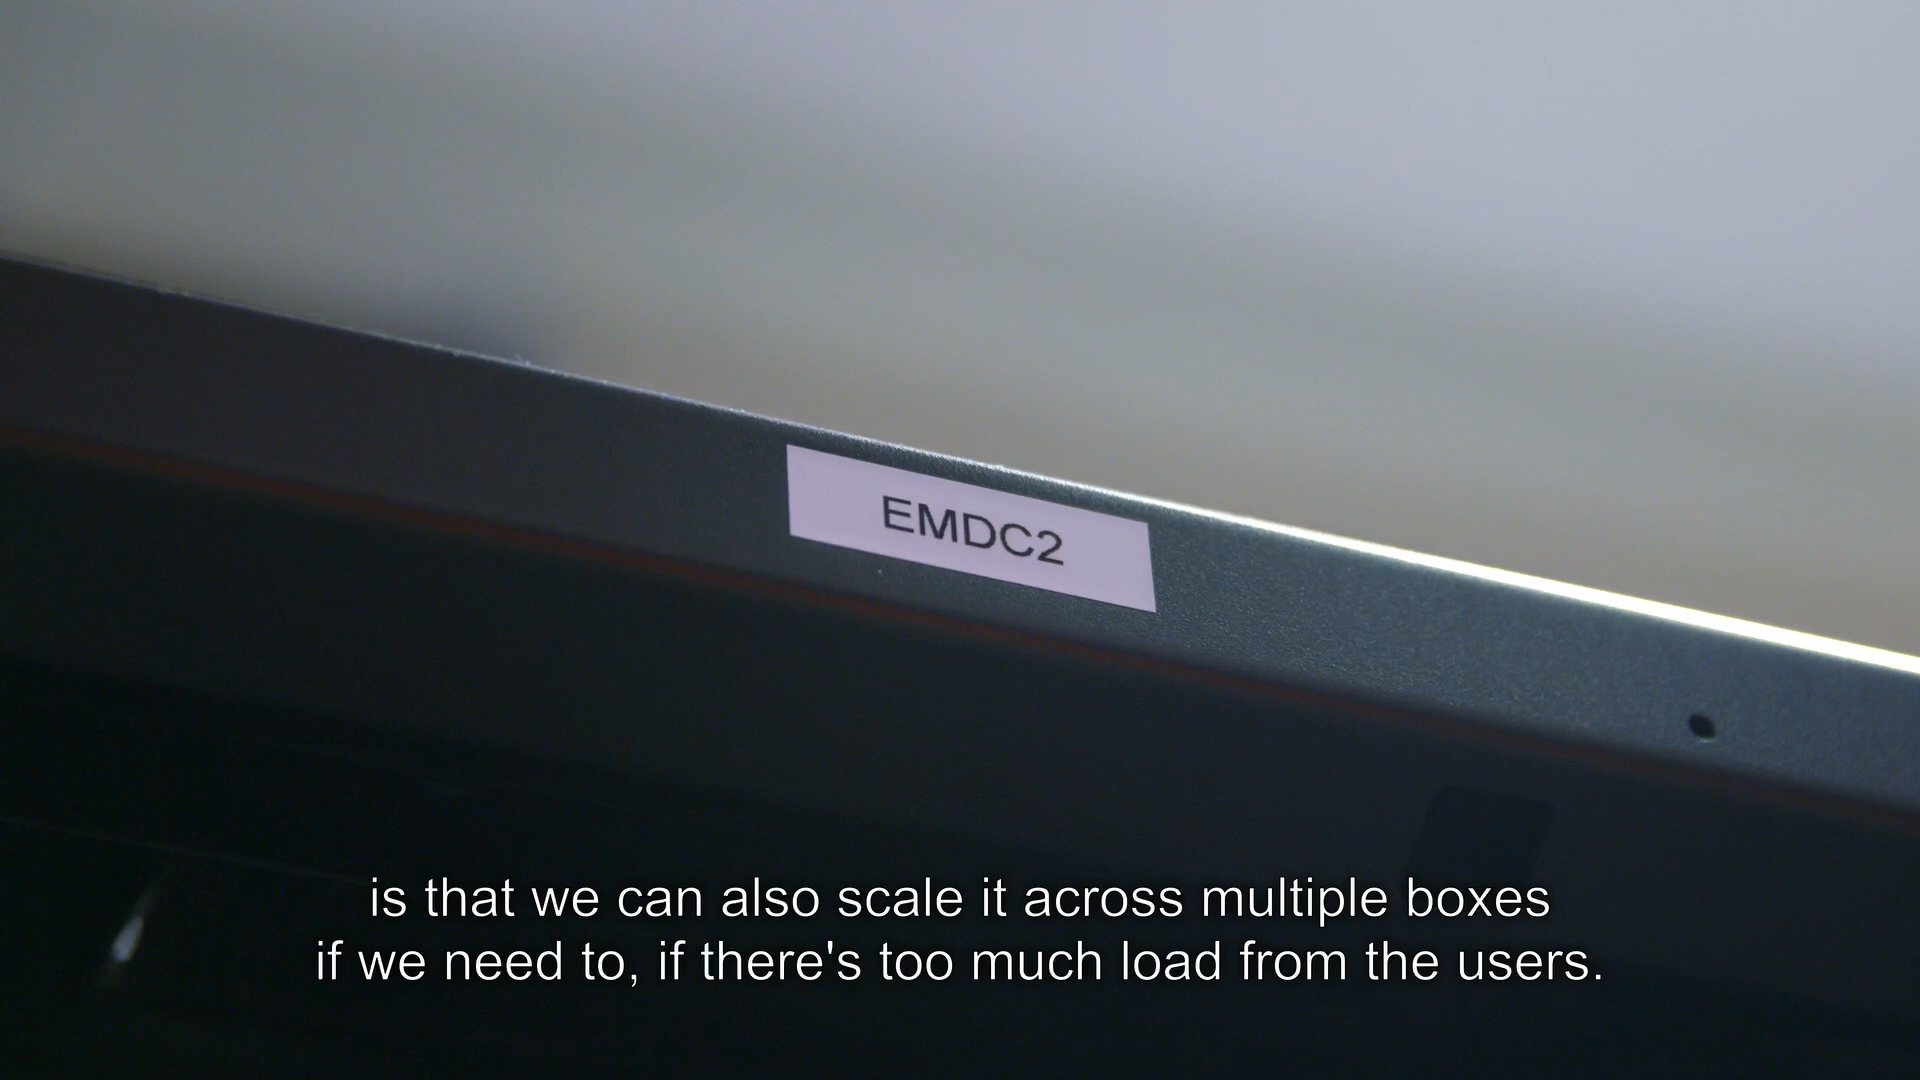 EMDC2
is that we can also scale it across multiple boxes
if we need to, if there's too much load from the users.